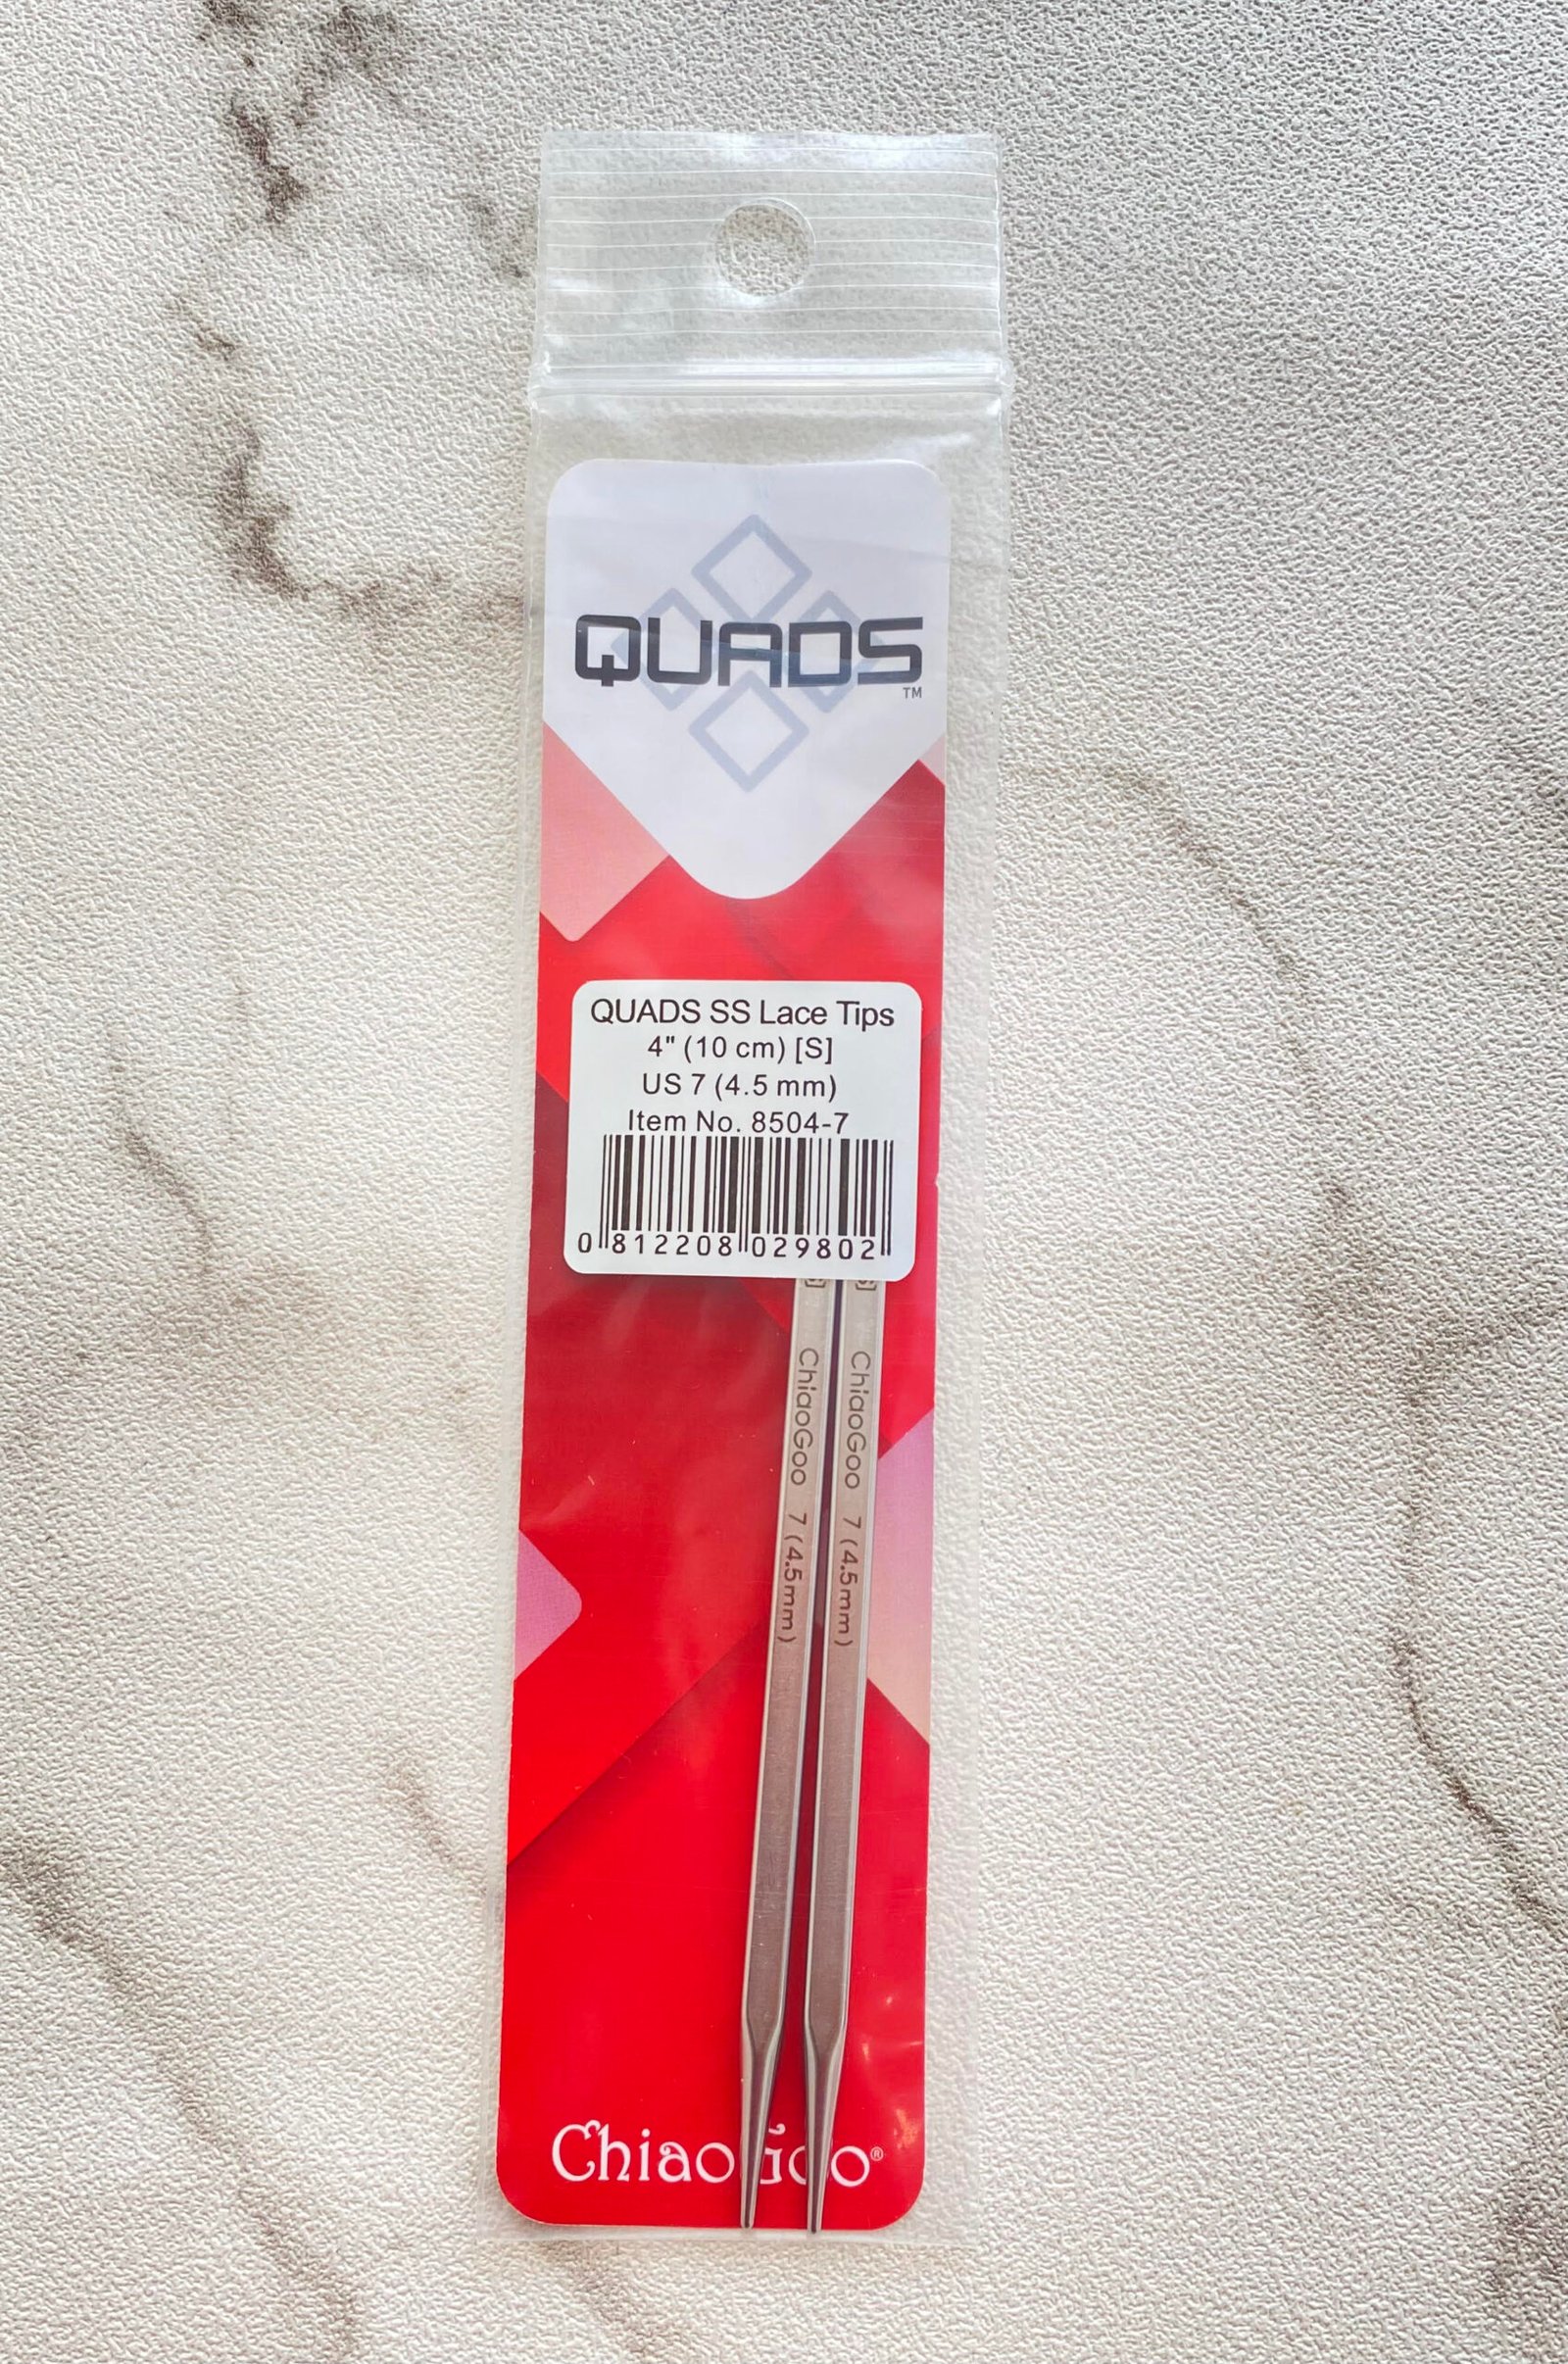 QUADS
TM
QUADS SS Lace Tips
4" (10 cm) [S]
US 7 (4.5 mm)
Item No. 8504-7
0 812208 029802
ChiaoGoo 7 (4.5mm)
ChiaoGoo 7 (4.5mm)
ChiaoGoo®